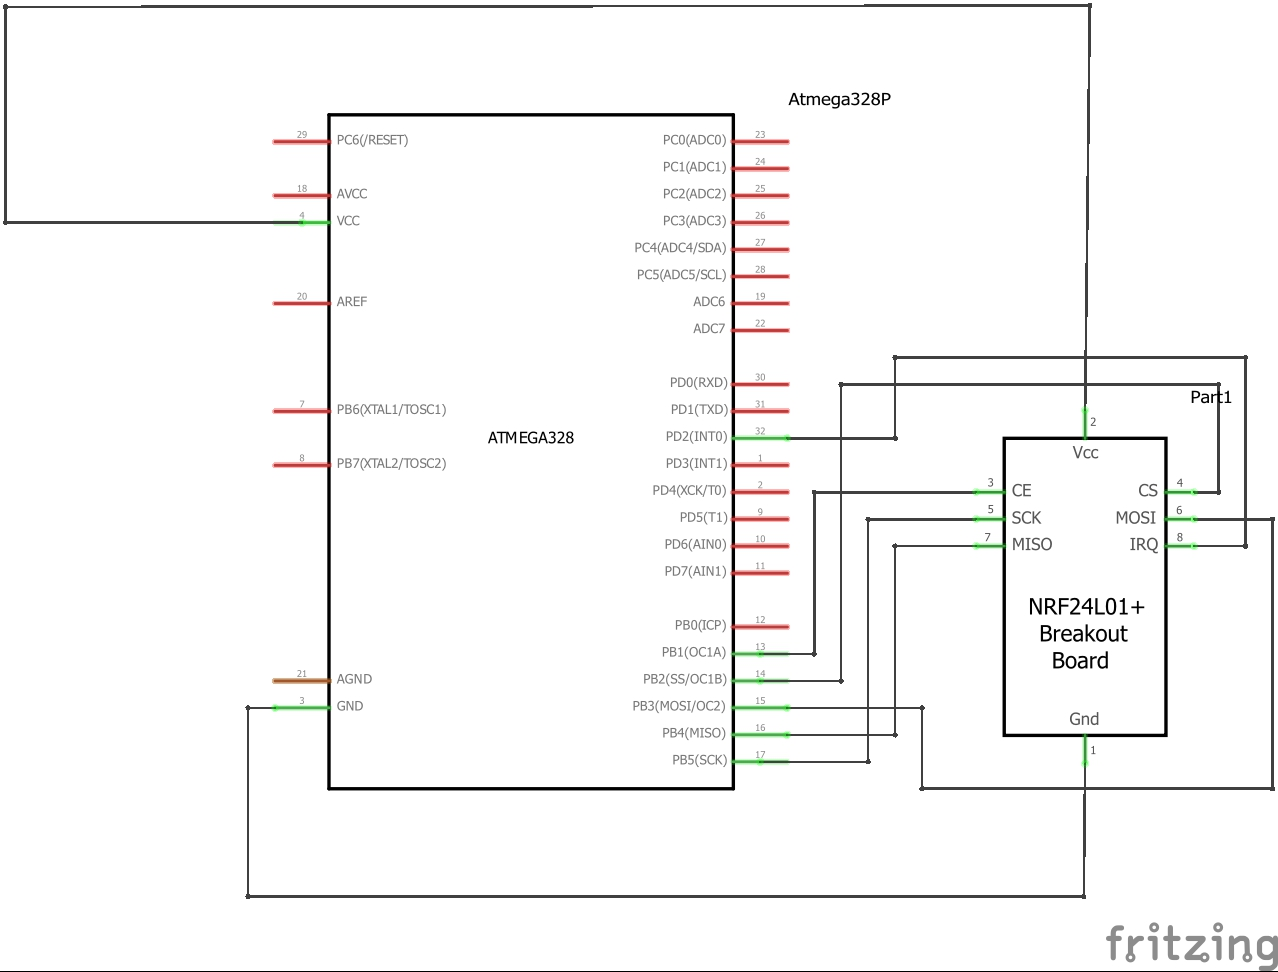 Atmega328P
29 PC6(/RESET) PC0(ADC0) 23
PC1(ADC1) 24
18 AVCC PC2(ADC2) 25
4 VCC PC3(ADC3) 26
PC4(ADC4/SDA) 27
PC5(ADC5/SCL) 28
20 AREF ADC6 19
ADC7 22
PD0(RXD) 30
Part1
7 PB6(XTAL1/TOSC1) PD1(TXD) 31
2
ATMEGA328 PD2(INT0) 32
Vcc
8 PB7(XTAL2/TOSC2) PD3(INT1) 1
PD4(XCK/T0) 2 3 CE CS 4
PD5(T1) 9 5 SCK MOSI 6
PD6(AIN0) 10 7 MISO IRQ 8
PD7(AIN1) 11
NRF24L01+
Breakout
Board
PB0(ICP) 12
PB1(OC1A) 13
21 AGND PB2(SS/OC1B) 14
3 GND PB3(MOSI/OC2) 15
Gnd
PB4(MISO) 16
1
PB5(SCK) 17
fritzing